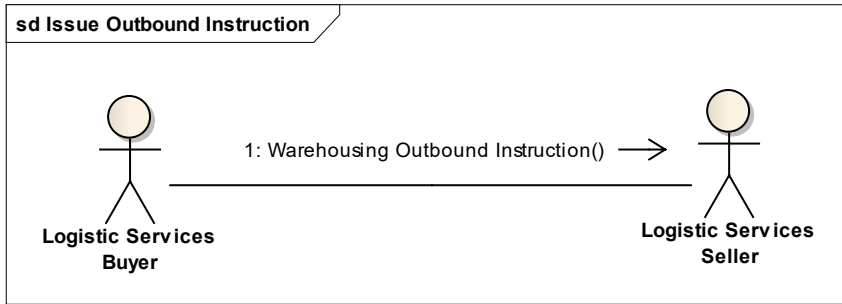 sd Issue Outbound Instruction
1: Warehousing Outbound Instruction()
Logistic Services
Buyer
Logistic Services
Seller